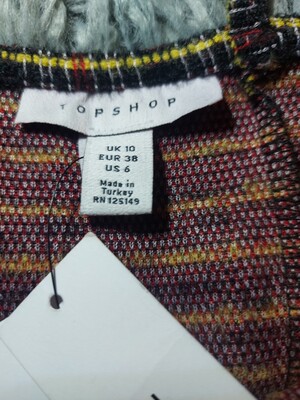 TOPSHOP
UK 10
EUR 38
US 6
Made in
Turkey
RN 125149